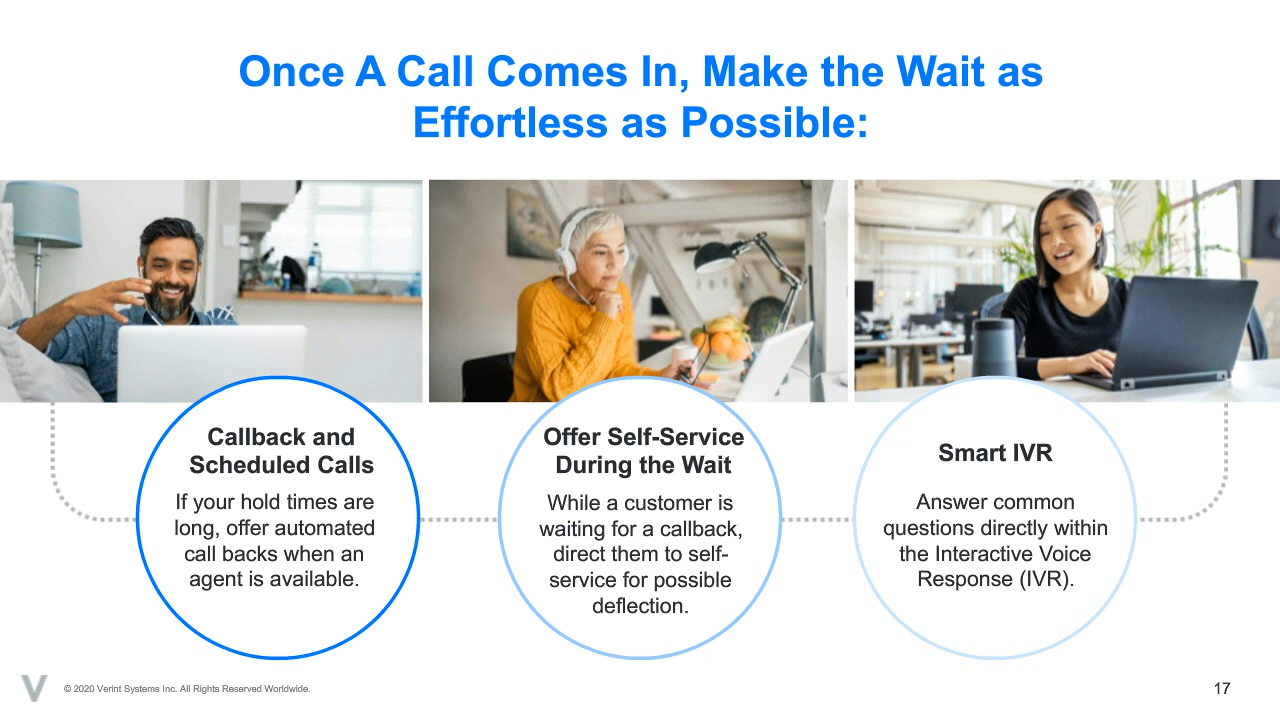 Once A Call Comes In, Make the Wait as
Effortless as Possible:
Callback and
Scheduled Calls
If your hold times are
long, offer automated
call backs when an
agent is available.
Offer Self-Service
During the Wait
While a customer is
waiting for a callback,
direct them to self-
service for possible
deflection.
Smart IVR
Answer common
questions directly within
the Interactive Voice
Response (IVR).
© 2020 Verint Systems Inc. All Rights Reserved Worldwide.
17